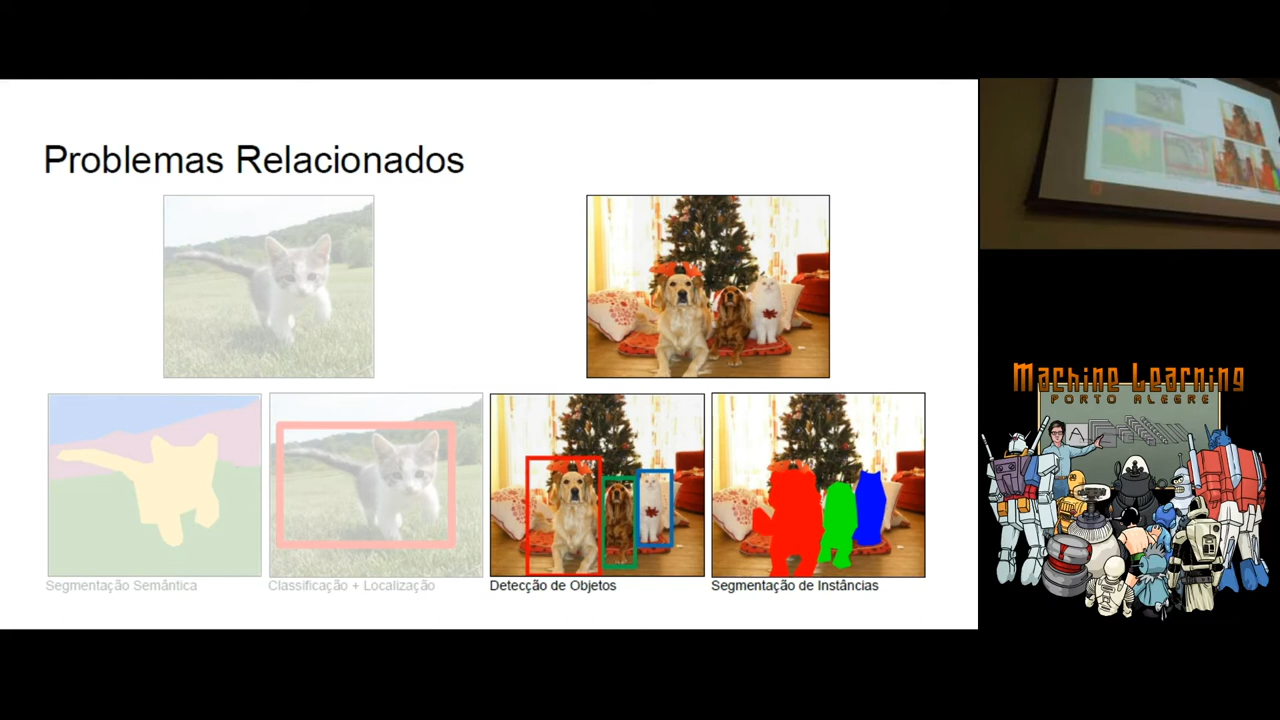 Problemas Relacionados
Segmentação Semântica
Classificação + Localização
Detecção de Objetos
Segmentação de Instâncias
Machine Learning
PORTO ALEGRE